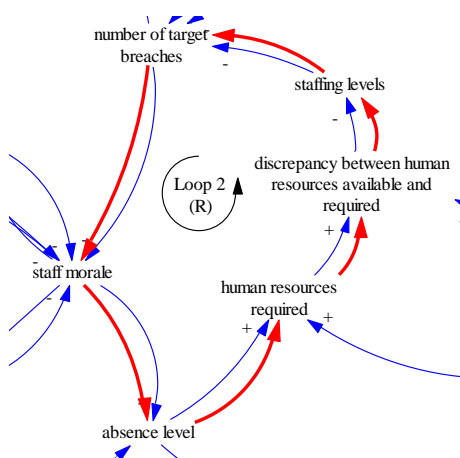 number of target
breaches
-
staffing levels
-
discrepancy between human
resources available and
required
Loop 2
(R)
+
-
-
staff morale
-
human resources
required
+
+
-
absence level